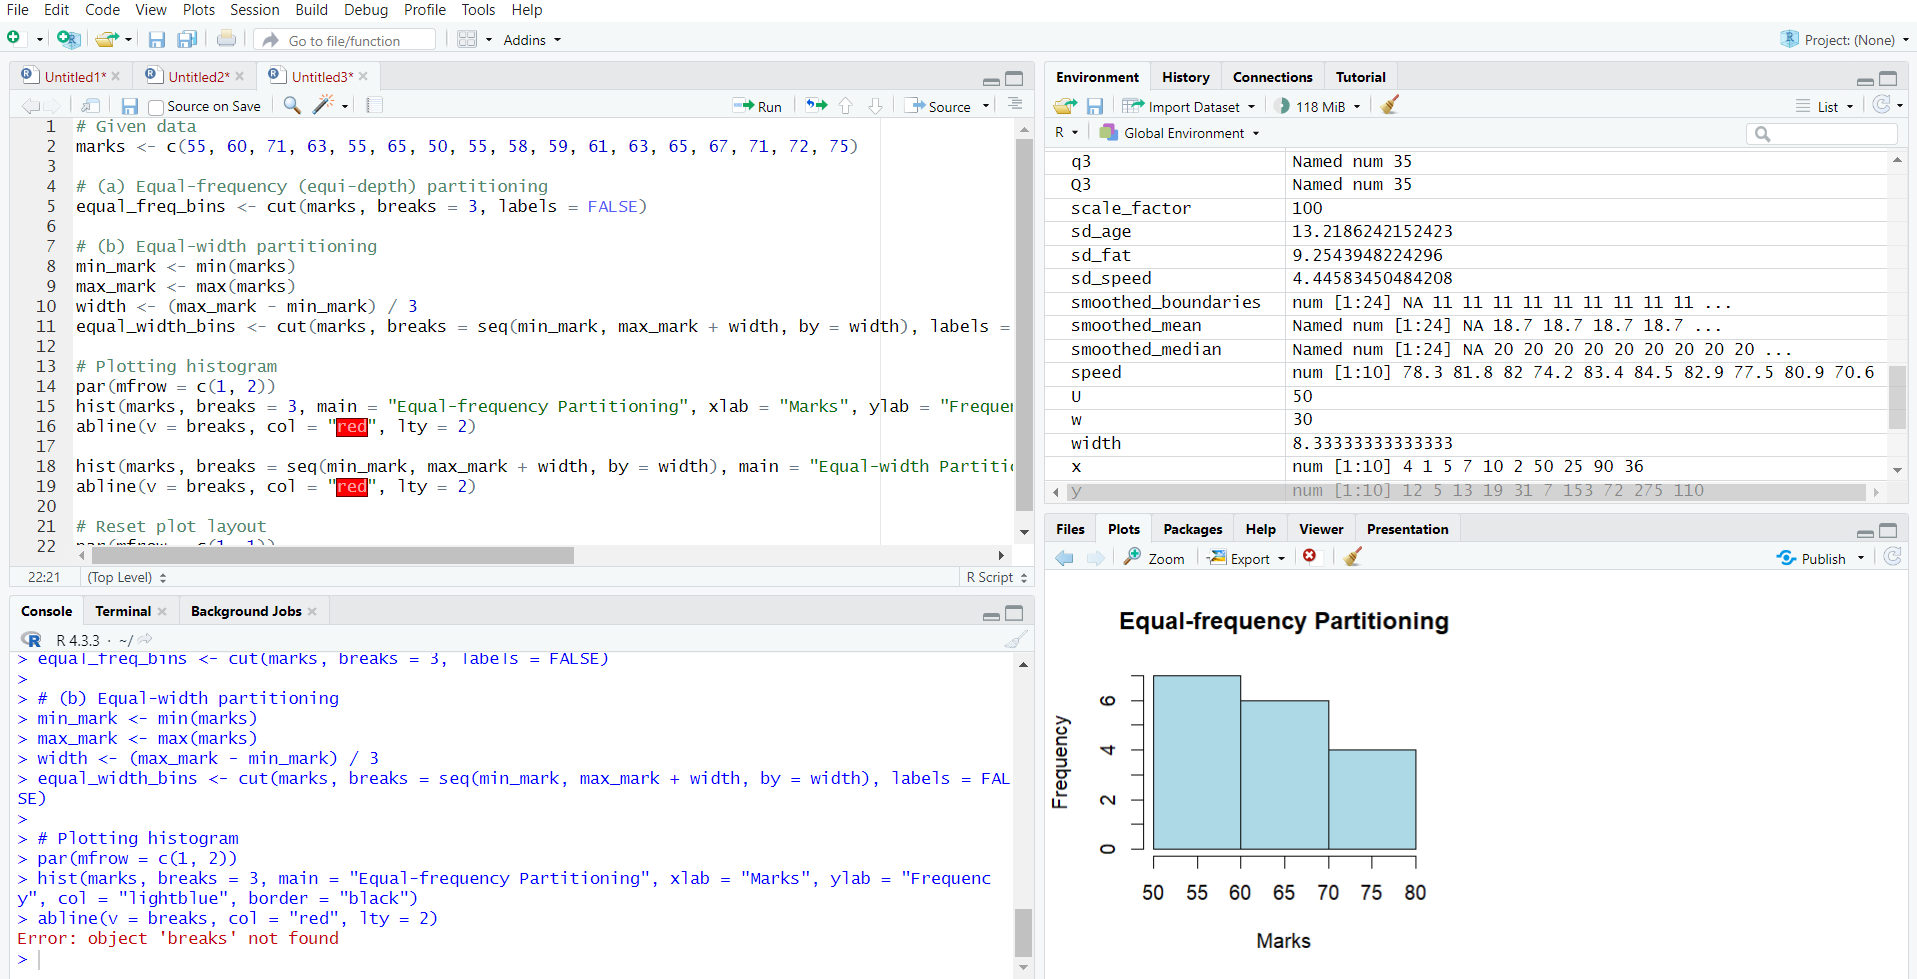 File Edit Code View Plots Session Build Debug Profile Tools Help
Go to file/function Addins Project: (None)
Untitled1* Untitled2* Untitled3*
Source on Save Run Source
1 # Given data
2 marks <- c(55, 60, 71, 63, 55, 65, 50, 55, 58, 59, 61, 63, 65, 67, 71, 72, 75)
3
4 # (a) Equal-frequency (equi-depth) partitioning
5 equal_freq_bins <- cut(marks, breaks = 3, labels = FALSE)
6
7 # (b) Equal-width partitioning
8 min_mark <- min(marks)
9 max_mark <- max(marks)
10 width <- (max_mark - min_mark) / 3
11 equal_width_bins <- cut(marks, breaks = seq(min_mark, max_mark + width, by = width), labels =
12
13 # Plotting histogram
14 par(mfrow = c(1, 2))
15 hist(marks, breaks = 3, main = "Equal-frequency Partitioning", xlab = "Marks", ylab = "Frequen
16 abline(v = breaks, col = "red", lty = 2)
17
18 hist(marks, breaks = seq(min_mark, max_mark + width, by = width), main = "Equal-width Partitio
19 abline(v = breaks, col = "red", lty = 2)
20
21 # Reset plot layout
22 par(mfrow = c(1, 1))
22:21 (Top Level) R Script
Console Terminal Background Jobs
R 4.3.3 · ~/
> equal_freq_bins <- cut(marks, breaks = 3, labels = FALSE)
>
> # (b) Equal-width partitioning
> min_mark <- min(marks)
> max_mark <- max(marks)
> width <- (max_mark - min_mark) / 3
> equal_width_bins <- cut(marks, breaks = seq(min_mark, max_mark + width, by = width), labels = FAL
SE)
>
> # Plotting histogram
> par(mfrow = c(1, 2))
> hist(marks, breaks = 3, main = "Equal-frequency Partitioning", xlab = "Marks", ylab = "Frequenc
y", col = "lightblue", border = "black")
> abline(v = breaks, col = "red", lty = 2)
Error: object 'breaks' not found
>
Environment History Connections Tutorial
Import Dataset 118 MiB List
R Global Environment
q3 Named num 35
Q3 Named num 35
scale_factor 100
sd_age 13.2186242152423
sd_fat 9.2543948224296
sd_speed 4.44583450484208
smoothed_boundaries num [1:24] NA 11 11 11 11 11 11 11 11 11 ...
smoothed_mean Named num [1:24] NA 18.7 18.7 18.7 18.7 ...
smoothed_median Named num [1:24] NA 20 20 20 20 20 20 20 20 20 ...
speed num [1:10] 78.3 81.8 82 74.2 83.4 84.5 82.9 77.5 80.9 70.6
U 50
w 30
width 8.33333333333333
x num [1:10] 4 1 5 7 10 2 50 25 90 36
y num [1:10] 12 5 13 19 31 7 153 72 275 110
Files Plots Packages Help Viewer Presentation
Zoom Export Publish
Equal-frequency Partitioning
Frequency
6
4
2
0
50 55 60 65 70 75 80
Marks